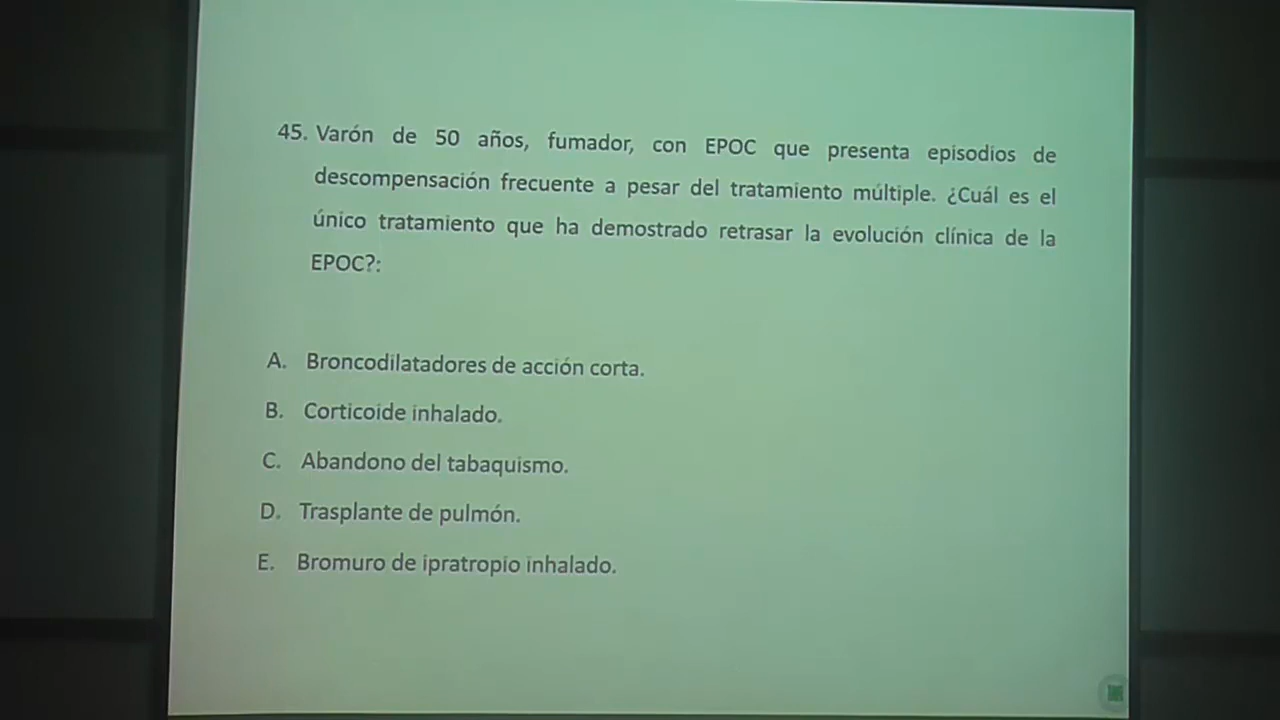 45. Varón de 50 años, fumador, con EPOC que presenta episodios de
descompensación frecuente a pesar del tratamiento múltiple. ¿Cuál es el
único tratamiento que ha demostrado retrasar la evolución clínica de la
EPOC?:
A. Broncodilatadores de acción corta.
B. Corticoide inhalado.
C. Abandono del tabaquismo.
D. Trasplante de pulmón.
E. Bromuro de ipratropio inhalado.